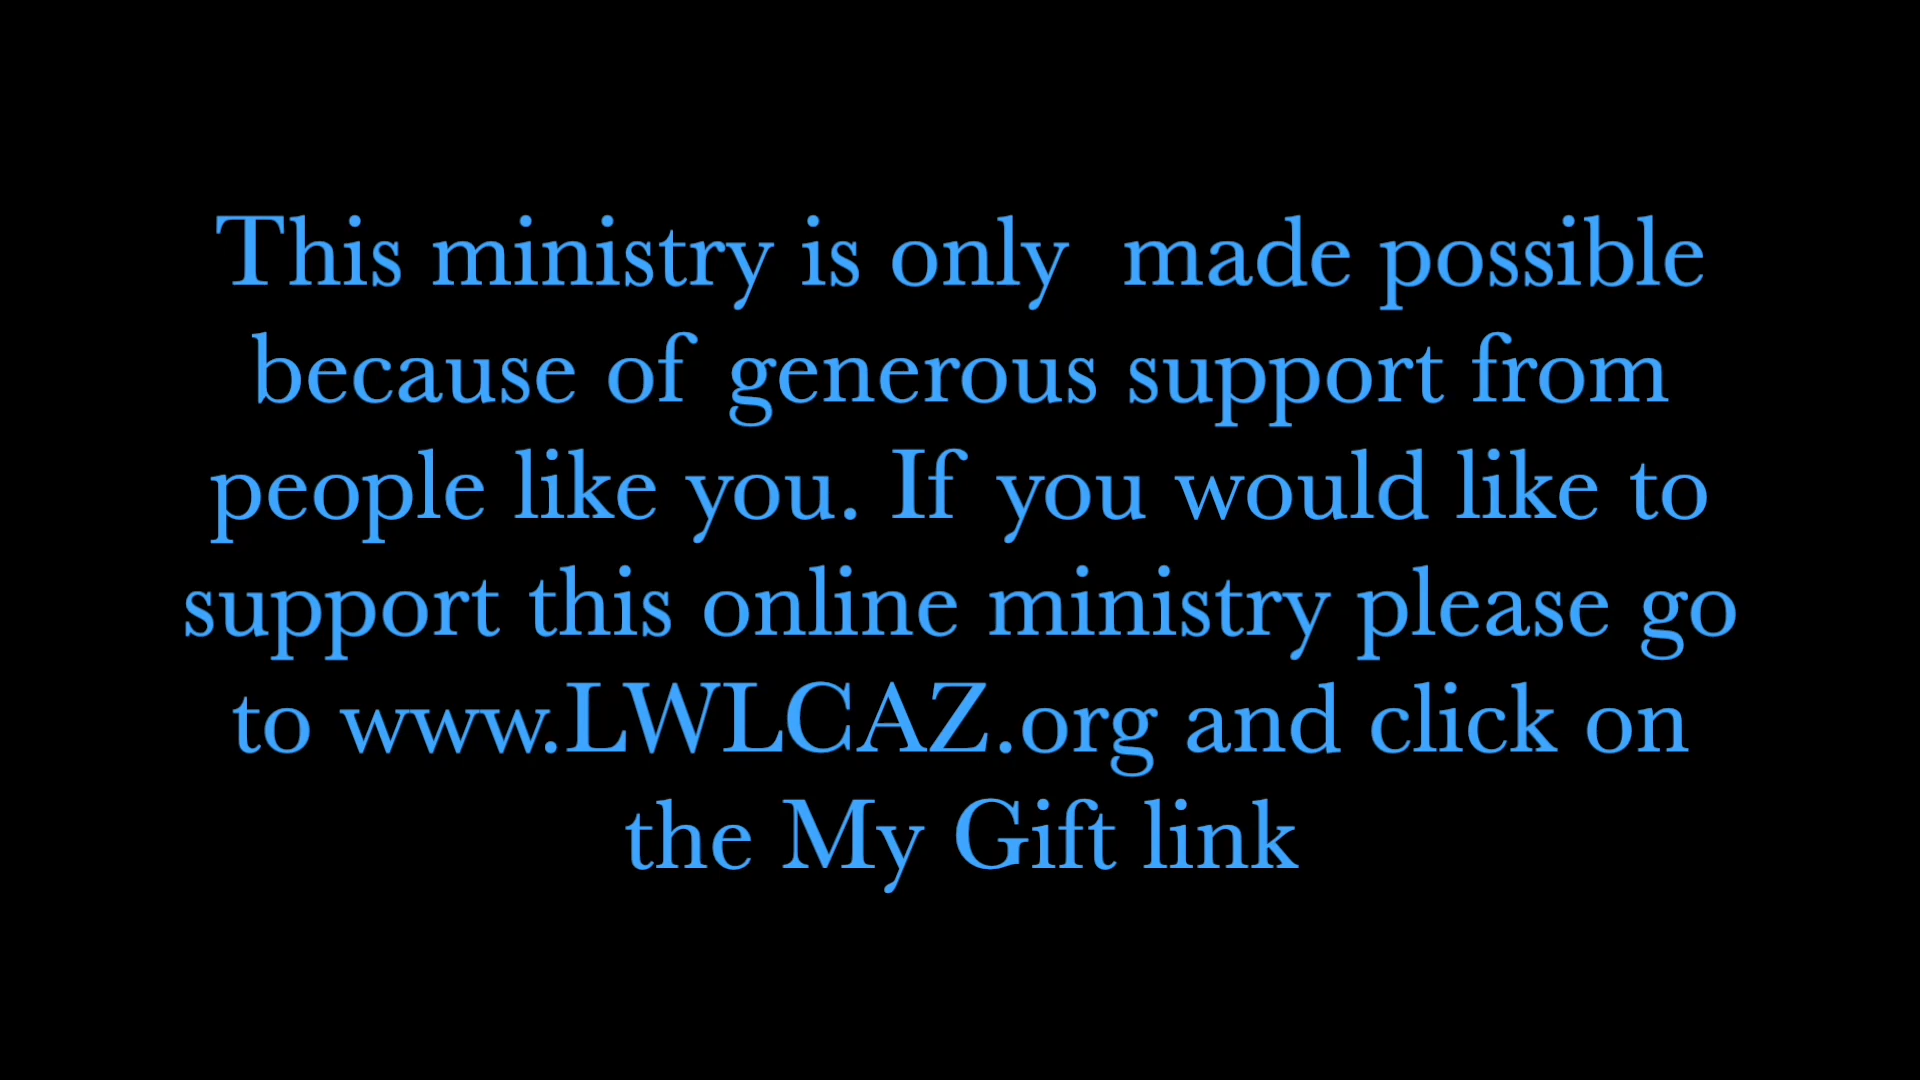 This ministry is only  made possible
because of generous support from
people like you. If you would like to
support this online ministry please go
to www.LWLCAZ.org and click on
the My Gift link